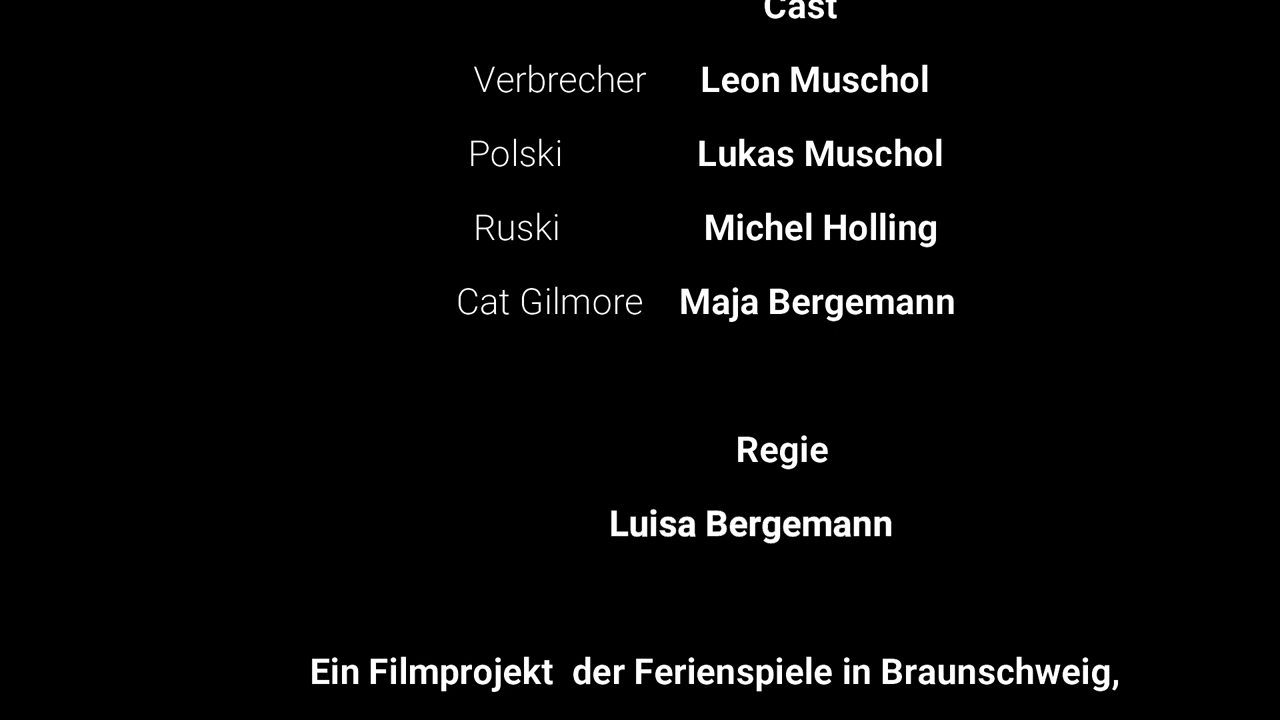 Cast
Verbrecher Leon Muschol
Polski Lukas Muschol
Ruski Michel Holling
Cat Gilmore Maja Bergemann
Regie
Luisa Bergemann
Ein Filmprojekt der Ferienspiele in Braunschweig,